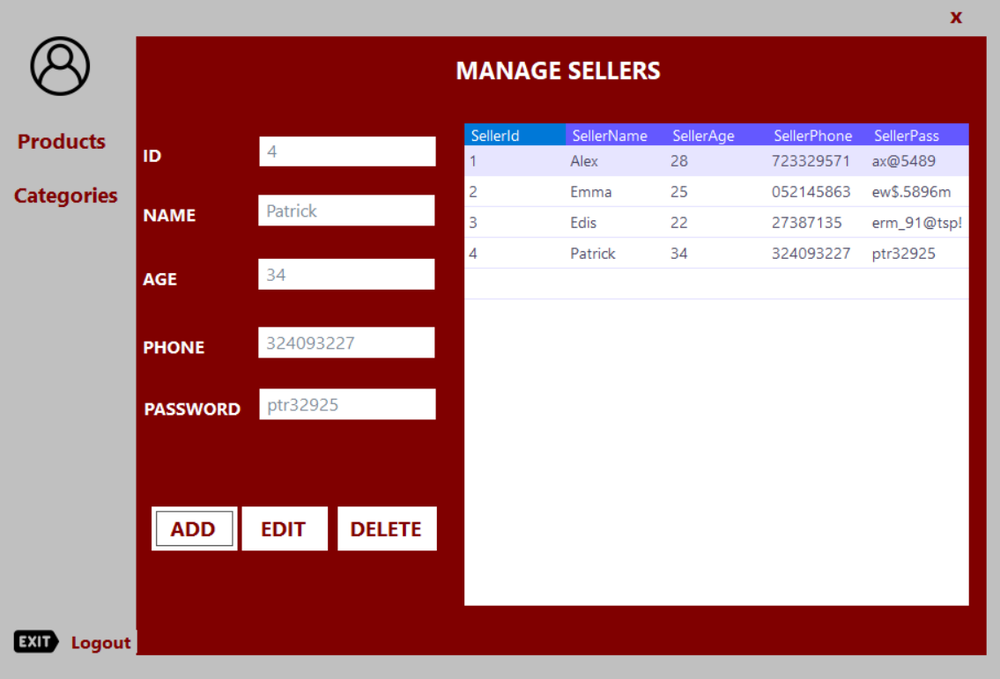 x
MANAGE SELLERS
Products
Categories
ID 4
NAME Patrick
AGE 34
PHONE 324093227
PASSWORD ptr32925
ADD EDIT DELETE
SellerId SellerName SellerAge SellerPhone SellerPass
1 Alex 28 723329571 ax@5489
2 Emma 25 052145863 ew$.5896m
3 Edis 22 27387135 erm_91@tsp!
4 Patrick 34 324093227 ptr32925
EXIT Logout